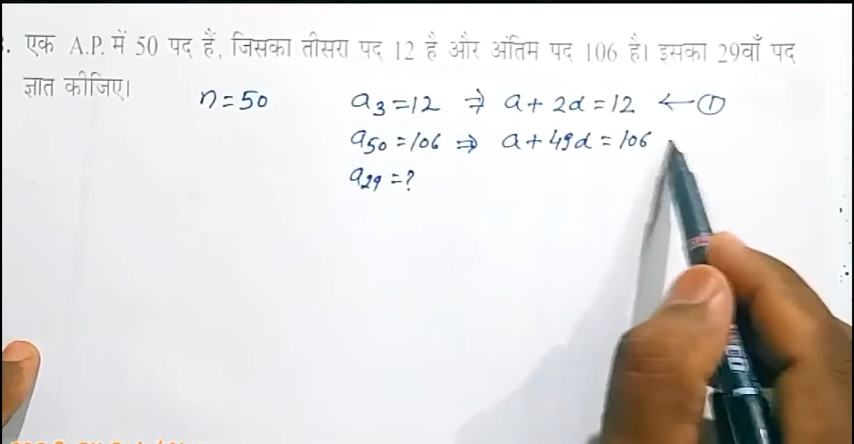 . एक A.P. में 50 पद हैं, जिसका तीसरा पद 12 है और अंतिम पद 106 है। इसका 29वाँ पद
ज्ञात कीजिए।
n = 50 a₃ = 12 ⇒ a + 2d = 12 ← ①
a₅₀ = 106 ⇒ a + 49d = 106
a₂₉ = ?